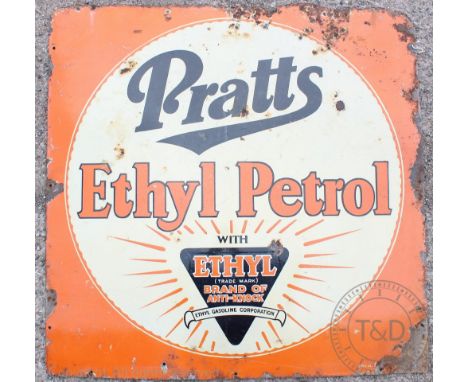 Pratts
Ethyl Petrol
WITH
ETHYL
(TRADE MARK)
BRAND OF
ANTI-KNOCK
ETHYL GASOLINE CORPORATION
T&D